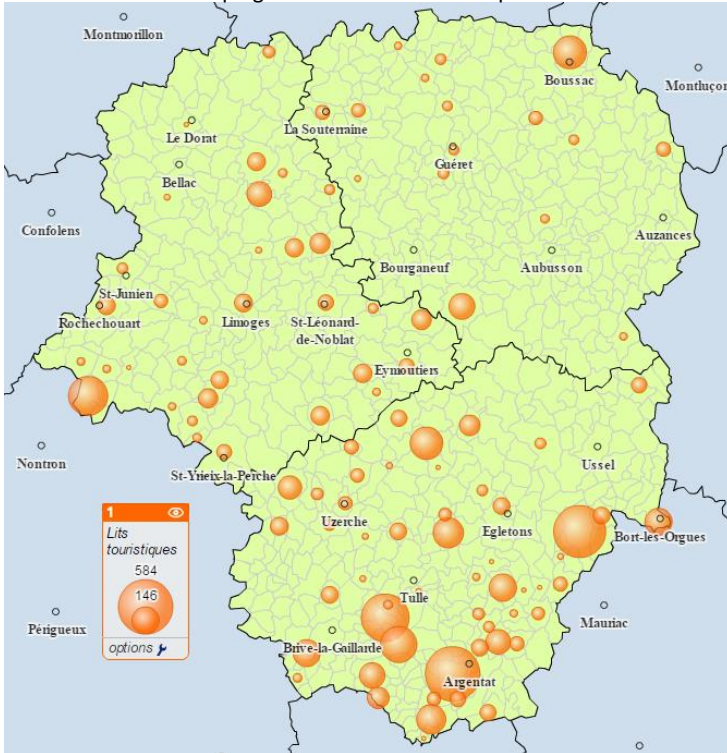 Montmorillon
Boussac
Montluçon
Le Dorat
La Souterraine
Guéret
Bellac
Confolens
Auzances
Bourganeuf
Aubusson
St-Junien
Rochechouart
Limoges
St-Léonard-
de-Noblat
Eymoutiers
Nontron
Ussel
St-Yrieix-la-Perche
Uzerche
Egletons
Bort-les-Orgues
1
Lits
touristiques
584
146
options
Tulle
Périgueux
Mauriac
Brive-la-Gaillarde
Argentat